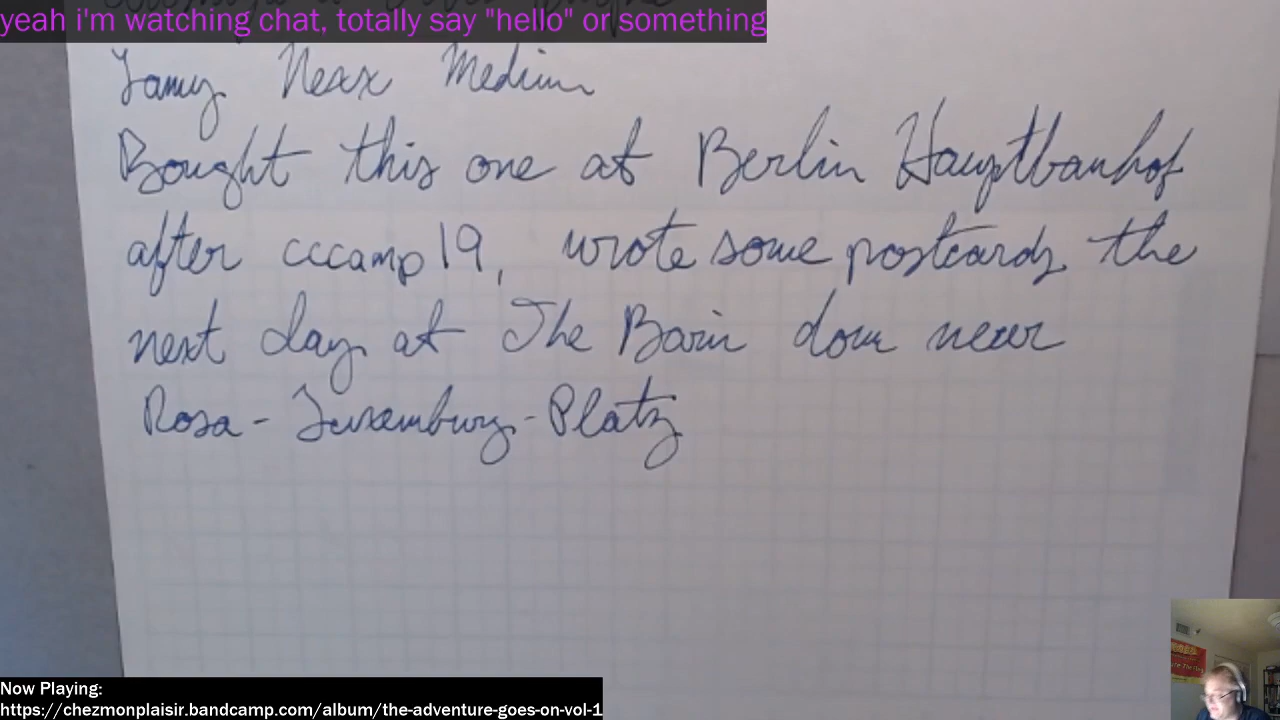 yeah i'm watching chat, totally say "hello" or something
Lamy Nexx Medium
Bought this one at Berlin Hauptbanhof
after cccamp19, wrote some postcards the
next day at The Barn down near
Rosa-Luxemburg-Platz
Now Playing:
https://chezmonplaisir.bandcamp.com/album/the-adventure-goes-on-vol-1